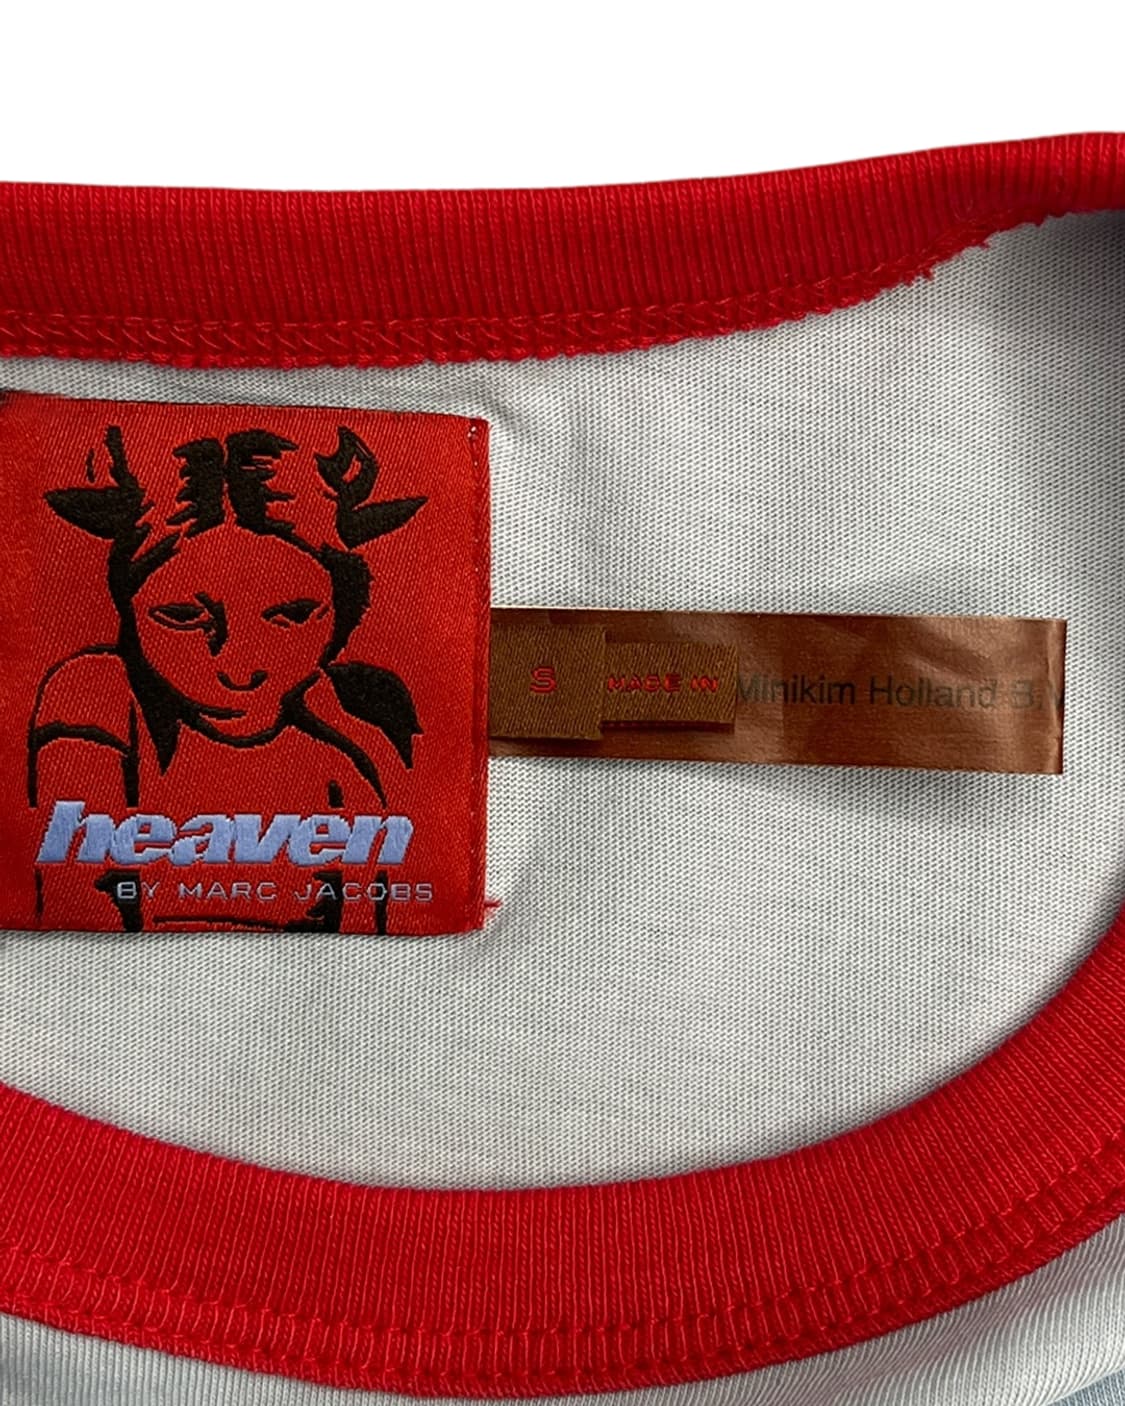 heaven
BY MARC JACOBS
S
MADE IN
Minikim Holland B.V